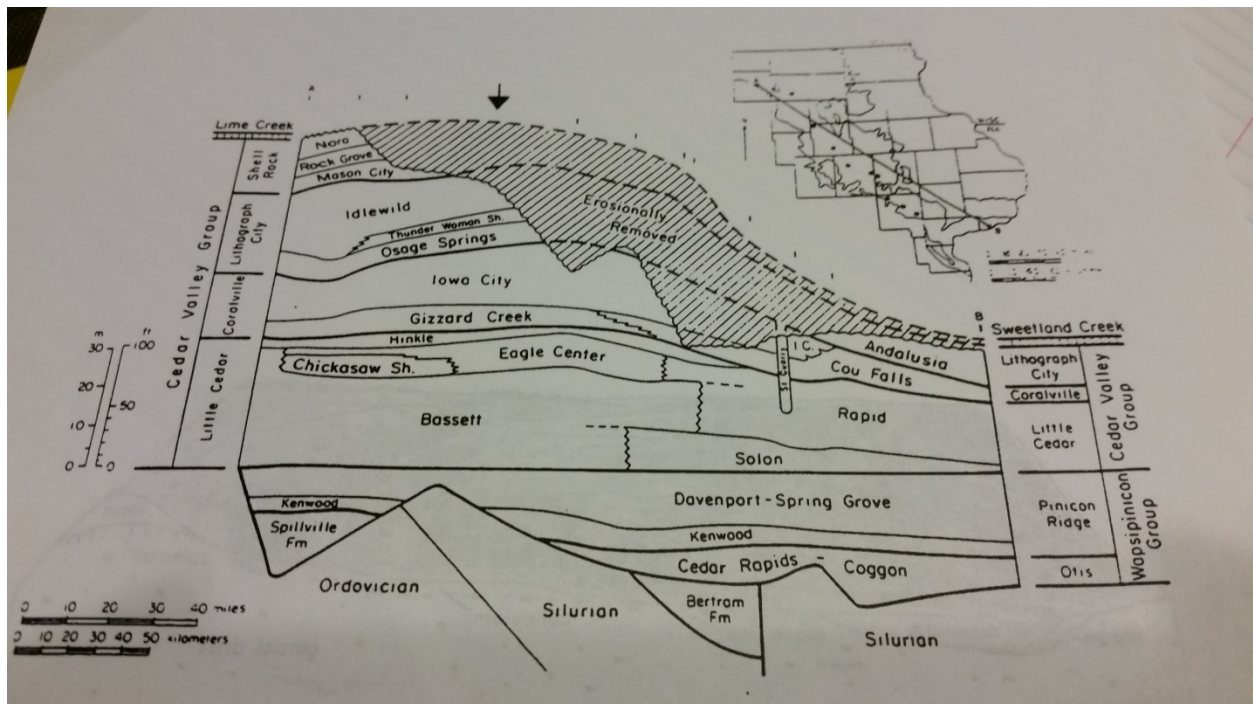 A
Lime Creek
Shell
Rock
Nora
Rock Grove
Mason City
Lithograph
City
Idlewild
Thunder Woman Sh.
Osage Springs
Erosionally
Removed
Cedar Valley Group
Coralville
Iowa City
Gizzard Creek
Little Cedar
Hinkle
Chickasaw Sh.
Eagle Center
Bassett
Rapid
Solon
I C.
Andalusia
Cou Falls
B
Sweetland Creek
Lithograph
City
Coralville
Little
Cedar
Cedar Valley
Group
m
ft
30
100
20
50
10
0
0
Kenwood
Spillville
Fm
Davenport-Spring Grove
Kenwood
Cedar Rapids - Coggon
Pinicon
Ridge
Otis
Wapsipinicon
Group
Ordovician
Silurian
Bertram
Fm
Silurian
0 10 20 30 40 miles
0 10 20 30 40 50 kilometers